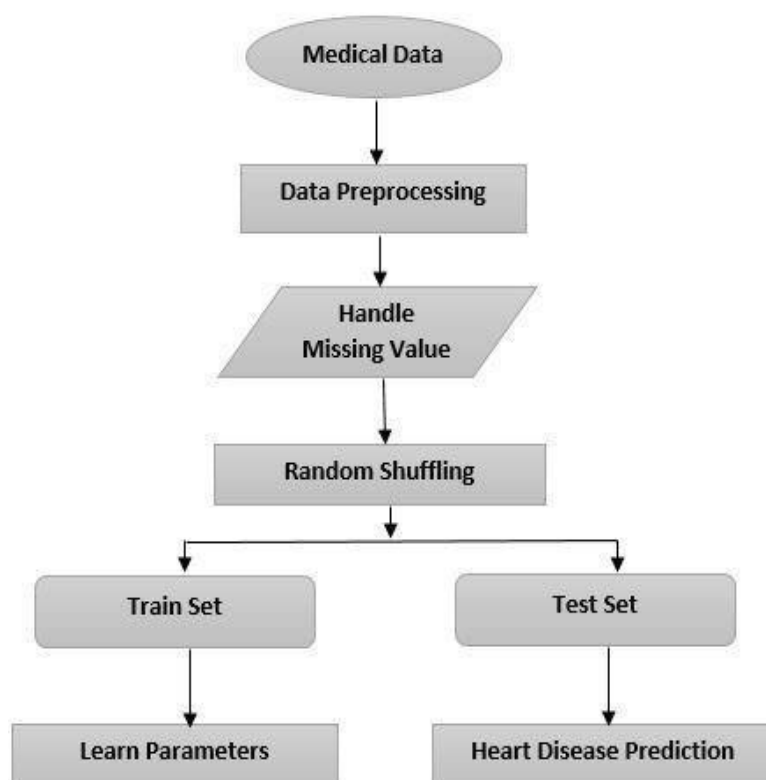 Medical Data
Data Preprocessing
Handle
Missing Value
Random Shuffling
Train Set
Test Set
Learn Parameters
Heart Disease Prediction